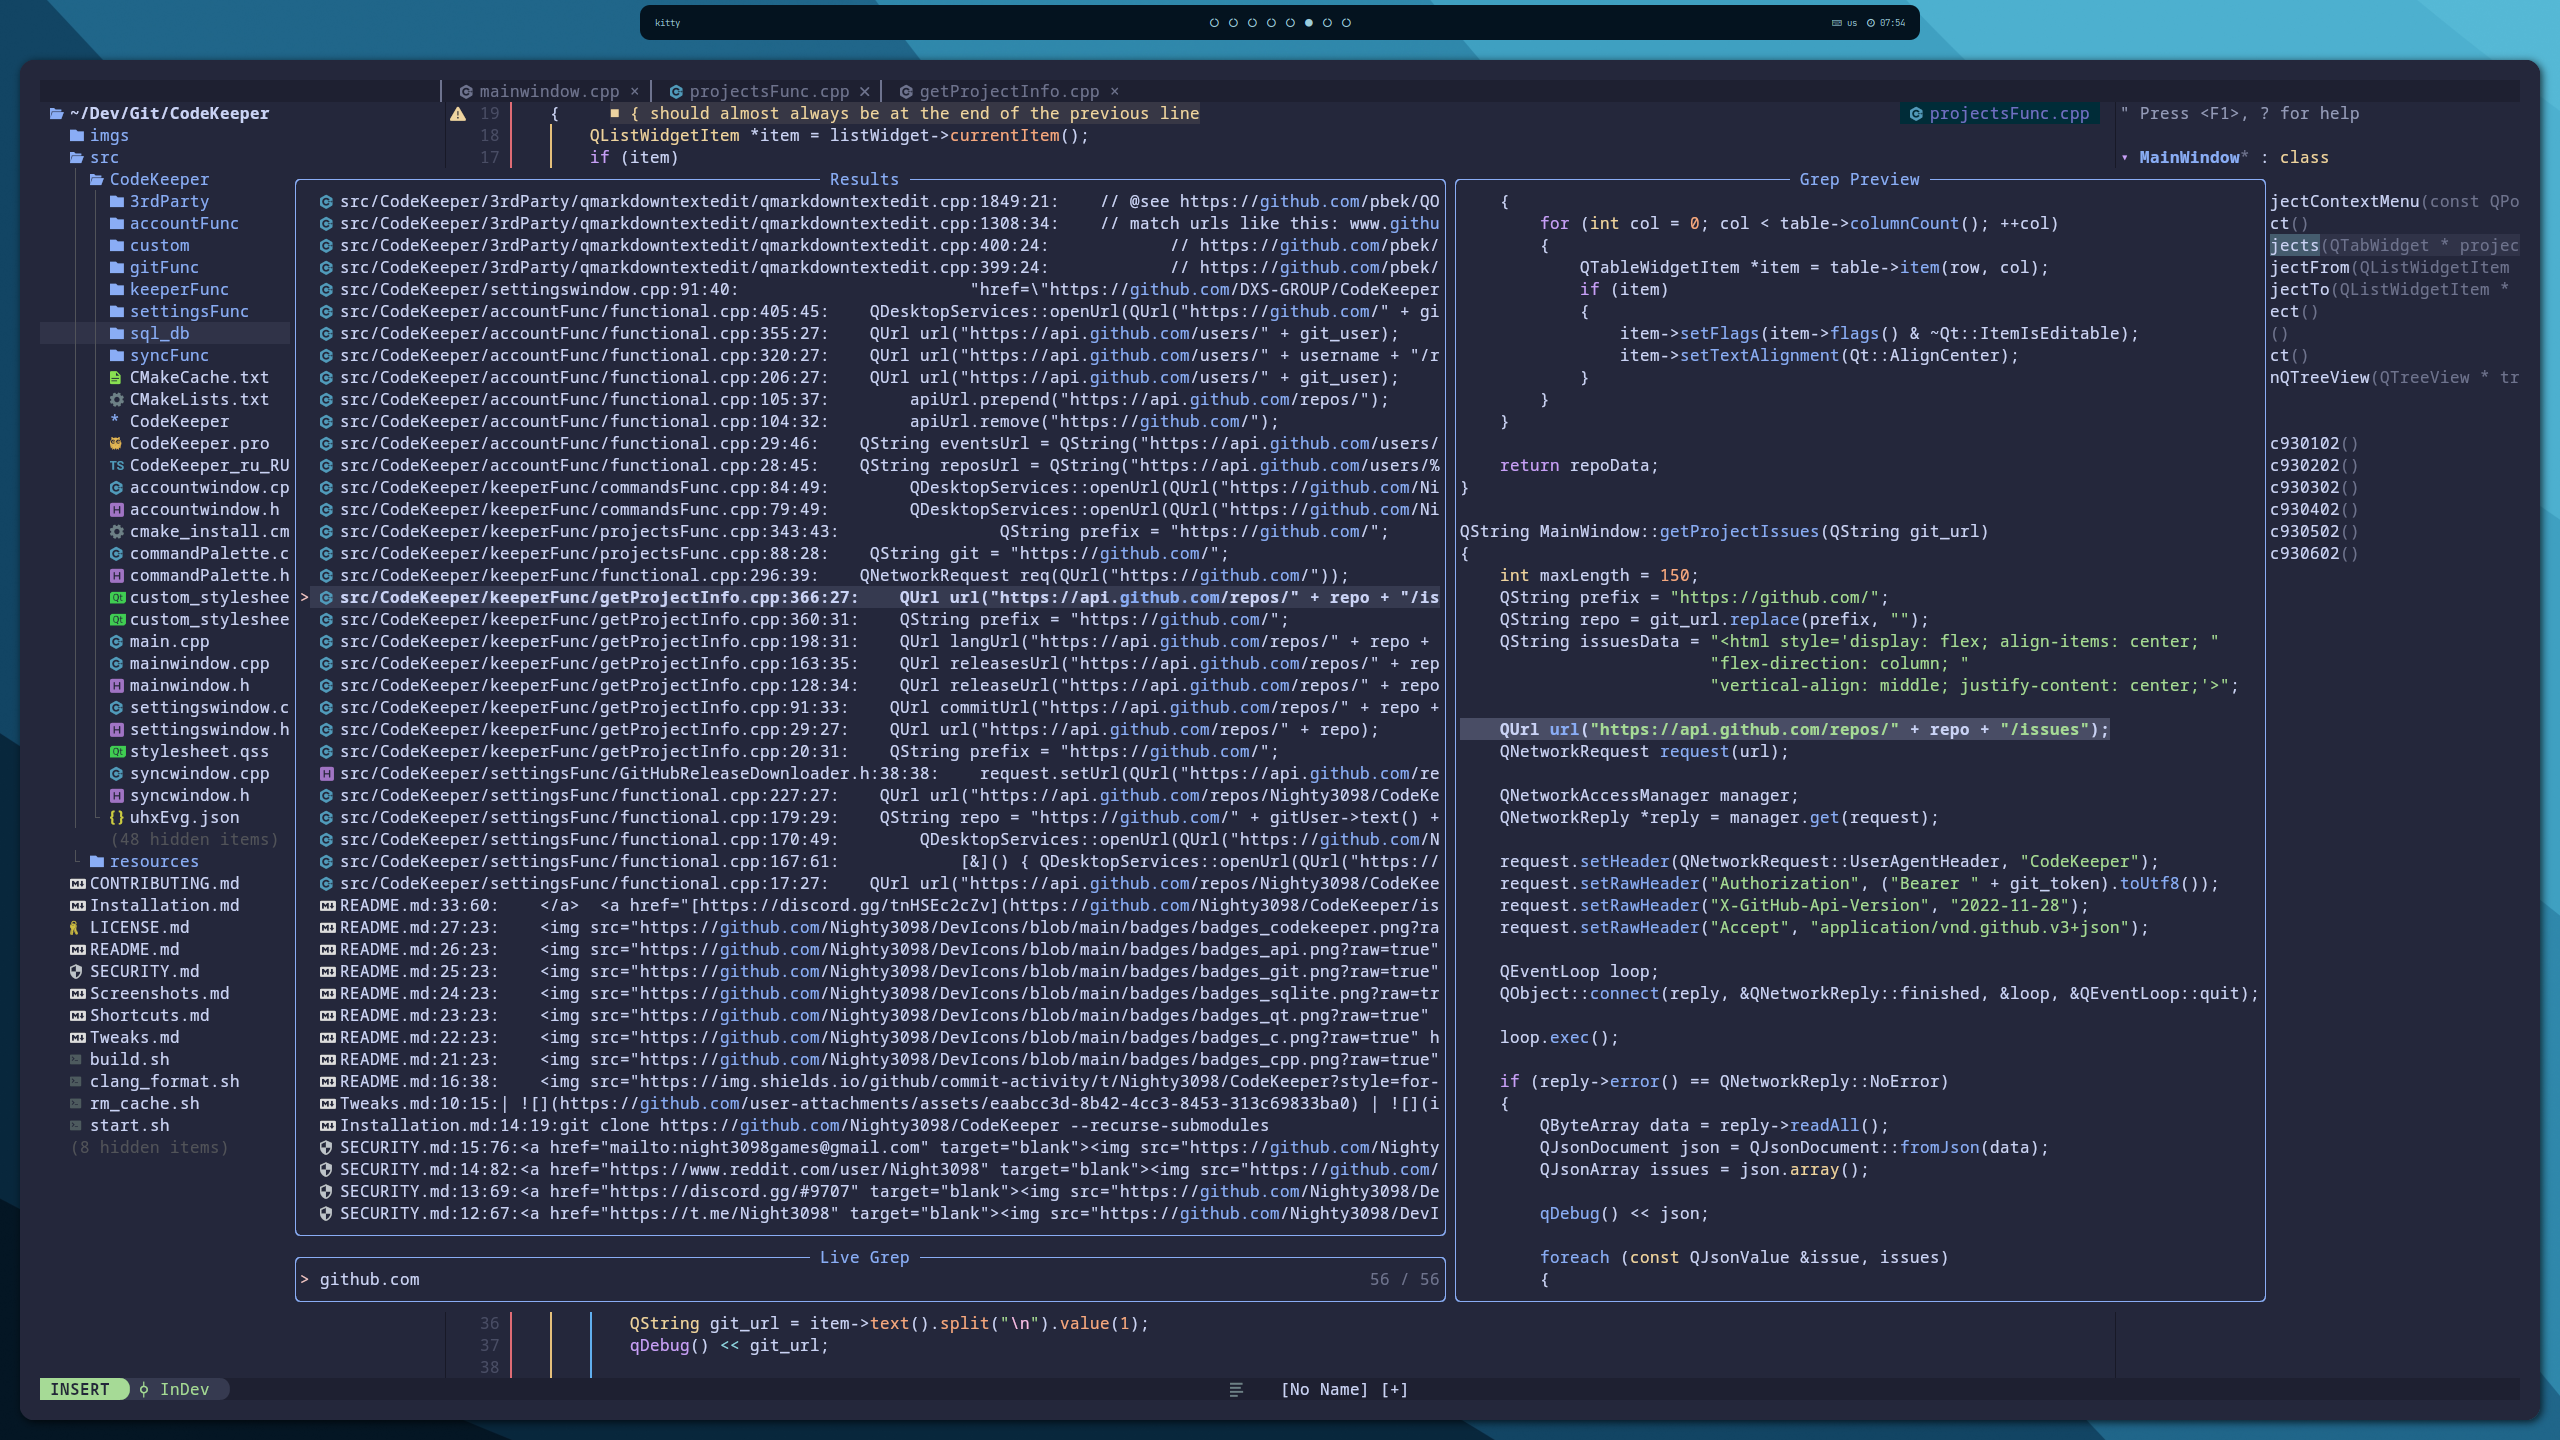 kitty
us 07:54
mainwindow.cpp ×
projectsFunc.cpp ×
getProjectInfo.cpp ×
~/Dev/Git/CodeKeeper
imgs
src
CodeKeeper
3rdParty
accountFunc
custom
gitFunc
keeperFunc
settingsFunc
sql_db
syncFunc
CMakeCache.txt
CMakeLists.txt
* CodeKeeper
CodeKeeper.pro
TS CodeKeeper_ru_RU
accountwindow.cp
H accountwindow.h
cmake_install.cm
commandPalette.c
H commandPalette.h
Qt custom_styleshee
Qt custom_styleshee
main.cpp
mainwindow.cpp
H mainwindow.h
settingswindow.c
H settingswindow.h
Qt stylesheet.qss
syncwindow.cpp
H syncwindow.h
{} uhxEvg.json
(48 hidden items)
resources
CONTRIBUTING.md
Installation.md
LICENSE.md
README.md
SECURITY.md
Screenshots.md
Shortcuts.md
Tweaks.md
build.sh
clang_format.sh
rm_cache.sh
start.sh
(8 hidden items)
19 { ■ { should almost always be at the end of the previous line
18 QListWidgetItem *item = listWidget->currentItem();
17 if (item)
projectsFunc.cpp
Results
src/CodeKeeper/3rdParty/qmarkdowntextedit/qmarkdowntextedit.cpp:1849:21: // @see https://github.com/pbek/QO
src/CodeKeeper/3rdParty/qmarkdowntextedit/qmarkdowntextedit.cpp:1308:34: // match urls like this: www.githu
src/CodeKeeper/3rdParty/qmarkdowntextedit/qmarkdowntextedit.cpp:400:24: // https://github.com/pbek/
src/CodeKeeper/3rdParty/qmarkdowntextedit/qmarkdowntextedit.cpp:399:24: // https://github.com/pbek/
src/CodeKeeper/settingswindow.cpp:91:40: "href=\"https://github.com/DXS-GROUP/CodeKeeper
src/CodeKeeper/accountFunc/functional.cpp:405:45: QDesktopServices::openUrl(QUrl("https://github.com/" + gi
src/CodeKeeper/accountFunc/functional.cpp:355:27: QUrl url("https://api.github.com/users/" + git_user);
src/CodeKeeper/accountFunc/functional.cpp:320:27: QUrl url("https://api.github.com/users/" + username + "/r
src/CodeKeeper/accountFunc/functional.cpp:206:27: QUrl url("https://api.github.com/users/" + git_user);
src/CodeKeeper/accountFunc/functional.cpp:105:37: apiUrl.prepend("https://api.github.com/repos/");
src/CodeKeeper/accountFunc/functional.cpp:104:32: apiUrl.remove("https://github.com/");
src/CodeKeeper/accountFunc/functional.cpp:29:46: QString eventsUrl = QString("https://api.github.com/users/
src/CodeKeeper/accountFunc/functional.cpp:28:45: QString reposUrl = QString("https://api.github.com/users/%
src/CodeKeeper/keeperFunc/commandsFunc.cpp:84:49: QDesktopServices::openUrl(QUrl("https://github.com/Ni
src/CodeKeeper/keeperFunc/commandsFunc.cpp:79:49: QDesktopServices::openUrl(QUrl("https://github.com/Ni
src/CodeKeeper/keeperFunc/projectsFunc.cpp:343:43: QString prefix = "https://github.com/";
src/CodeKeeper/keeperFunc/projectsFunc.cpp:88:28: QString git = "https://github.com/";
src/CodeKeeper/keeperFunc/functional.cpp:296:39: QNetworkRequest req(QUrl("https://github.com/"));
> src/CodeKeeper/keeperFunc/getProjectInfo.cpp:366:27: QUrl url("https://api.github.com/repos/" + repo + "/is
src/CodeKeeper/keeperFunc/getProjectInfo.cpp:360:31: QString prefix = "https://github.com/";
src/CodeKeeper/keeperFunc/getProjectInfo.cpp:198:31: QUrl langUrl("https://api.github.com/repos/" + repo +
src/CodeKeeper/keeperFunc/getProjectInfo.cpp:163:35: QUrl releasesUrl("https://api.github.com/repos/" + rep
src/CodeKeeper/keeperFunc/getProjectInfo.cpp:128:34: QUrl releaseUrl("https://api.github.com/repos/" + repo
src/CodeKeeper/keeperFunc/getProjectInfo.cpp:91:33: QUrl commitUrl("https://api.github.com/repos/" + repo +
src/CodeKeeper/keeperFunc/getProjectInfo.cpp:29:27: QUrl url("https://api.github.com/repos/" + repo);
src/CodeKeeper/keeperFunc/getProjectInfo.cpp:20:31: QString prefix = "https://github.com/";
H src/CodeKeeper/settingsFunc/GitHubReleaseDownloader.h:38:38: request.setUrl(QUrl("https://api.github.com/re
src/CodeKeeper/settingsFunc/functional.cpp:227:27: QUrl url("https://api.github.com/repos/Nighty3098/CodeKe
src/CodeKeeper/settingsFunc/functional.cpp:179:29: QString repo = "https://github.com/" + gitUser->text() +
src/CodeKeeper/settingsFunc/functional.cpp:170:49: QDesktopServices::openUrl(QUrl("https://github.com/N
src/CodeKeeper/settingsFunc/functional.cpp:167:61: [&]() { QDesktopServices::openUrl(QUrl("https://
src/CodeKeeper/settingsFunc/functional.cpp:17:27: QUrl url("https://api.github.com/repos/Nighty3098/CodeKee
README.md:33:60: </a> <a href="[https://discord.gg/tnHSEc2cZv](https://github.com/Nighty3098/CodeKeeper/is
README.md:27:23: <img src="https://github.com/Nighty3098/DevIcons/blob/main/badges/badges_codekeeper.png?ra
README.md:26:23: <img src="https://github.com/Nighty3098/DevIcons/blob/main/badges/badges_api.png?raw=true"
README.md:25:23: <img src="https://github.com/Nighty3098/DevIcons/blob/main/badges/badges_git.png?raw=true"
README.md:24:23: <img src="https://github.com/Nighty3098/DevIcons/blob/main/badges/badges_sqlite.png?raw=tr
README.md:23:23: <img src="https://github.com/Nighty3098/DevIcons/blob/main/badges/badges_qt.png?raw=true"
README.md:22:23: <img src="https://github.com/Nighty3098/DevIcons/blob/main/badges/badges_c.png?raw=true" h
README.md:21:23: <img src="https://github.com/Nighty3098/DevIcons/blob/main/badges/badges_cpp.png?raw=true"
README.md:16:38: <img src="https://img.shields.io/github/commit-activity/t/Nighty3098/CodeKeeper?style=for-
Tweaks.md:10:15:| ![](https://github.com/user-attachments/assets/eaabcc3d-8b42-4cc3-8453-313c69833ba0) | ![](i
Installation.md:14:19:git clone https://github.com/Nighty3098/CodeKeeper --recurse-submodules
SECURITY.md:15:76:<a href="mailto:night3098games@gmail.com" target="blank"><img src="https://github.com/Nighty
SECURITY.md:14:82:<a href="https://www.reddit.com/user/Night3098" target="blank"><img src="https://github.com/
SECURITY.md:13:69:<a href="https://discord.gg/#9707" target="blank"><img src="https://github.com/Nighty3098/De
SECURITY.md:12:67:<a href="https://t.me/Night3098" target="blank"><img src="https://github.com/Nighty3098/DevI
Live Grep
> github.com 56 / 56
Grep Preview
{
for (int col = 0; col < table->columnCount(); ++col)
{
QTableWidgetItem *item = table->item(row, col);
if (item)
{
item->setFlags(item->flags() & ~Qt::ItemIsEditable);
item->setTextAlignment(Qt::AlignCenter);
}
}
}
return repoData;
}
QString MainWindow::getProjectIssues(QString git_url)
{
int maxLength = 150;
QString prefix = "https://github.com/";
QString repo = git_url.replace(prefix, "");
QString issuesData = "<html style='display: flex; align-items: center; "
"flex-direction: column; "
"vertical-align: middle; justify-content: center;'>";
QUrl url("https://api.github.com/repos/" + repo + "/issues");
QNetworkRequest request(url);
QNetworkAccessManager manager;
QNetworkReply *reply = manager.get(request);
request.setHeader(QNetworkRequest::UserAgentHeader, "CodeKeeper");
request.setRawHeader("Authorization", ("Bearer " + git_token).toUtf8());
request.setRawHeader("X-GitHub-Api-Version", "2022-11-28");
request.setRawHeader("Accept", "application/vnd.github.v3+json");
QEventLoop loop;
QObject::connect(reply, &QNetworkReply::finished, &loop, &QEventLoop::quit);
loop.exec();
if (reply->error() == QNetworkReply::NoError)
{
QByteArray data = reply->readAll();
QJsonDocument json = QJsonDocument::fromJson(data);
QJsonArray issues = json.array();
qDebug() << json;
foreach (const QJsonValue &issue, issues)
{
" Press <F1>, ? for help
▾ MainWindow* : class
jectContextMenu(const QPo
ct()
jects(QTabWidget * projec
jectFrom(QListWidgetItem
jectTo(QListWidgetItem *
ect()
()
ct()
nQTreeView(QTreeView * tr
c930102()
c930202()
c930302()
c930402()
c930502()
c930602()
36 QString git_url = item->text().split("\n").value(1);
37 qDebug() << git_url;
38
INSERT InDev
[No Name] [+]